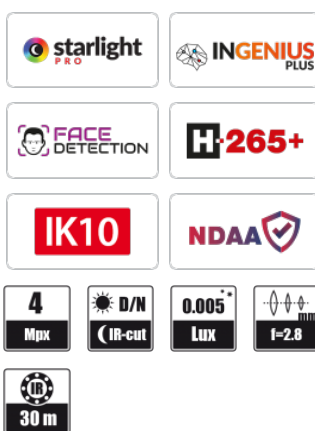 starlight
PRO
INGENIUS
PLUS
FACE
DETECTION
H·265+
IK10
NDAA
4
Mpx
D/N
IR-cut
0.005**
Lux
mm
f=2.8
IR
30 m